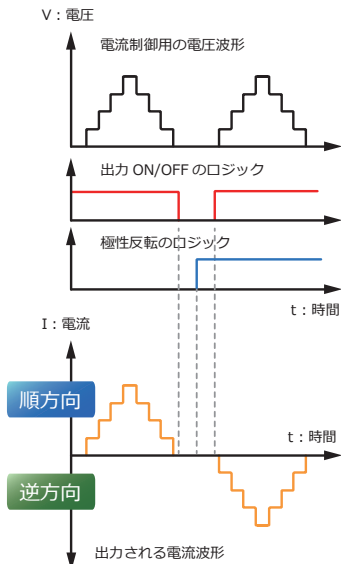 V：電圧
電流制御用の電圧波形
出力 ON/OFF のロジック
極性反転のロジック
t：時間
I：電流
順方向
t：時間
逆方向
出力される電流波形